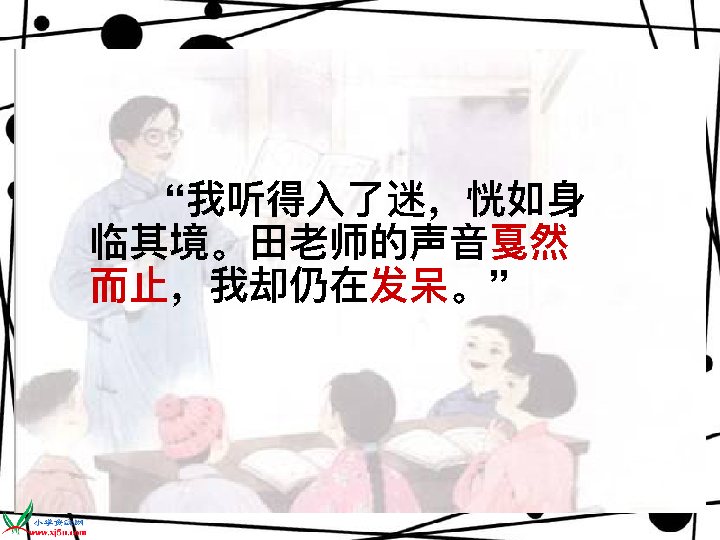 “我听得入了迷，恍如身
临其境。田老师的声音戛然
而止，我却仍在发呆。”
小学资源网
www.xj5u.com